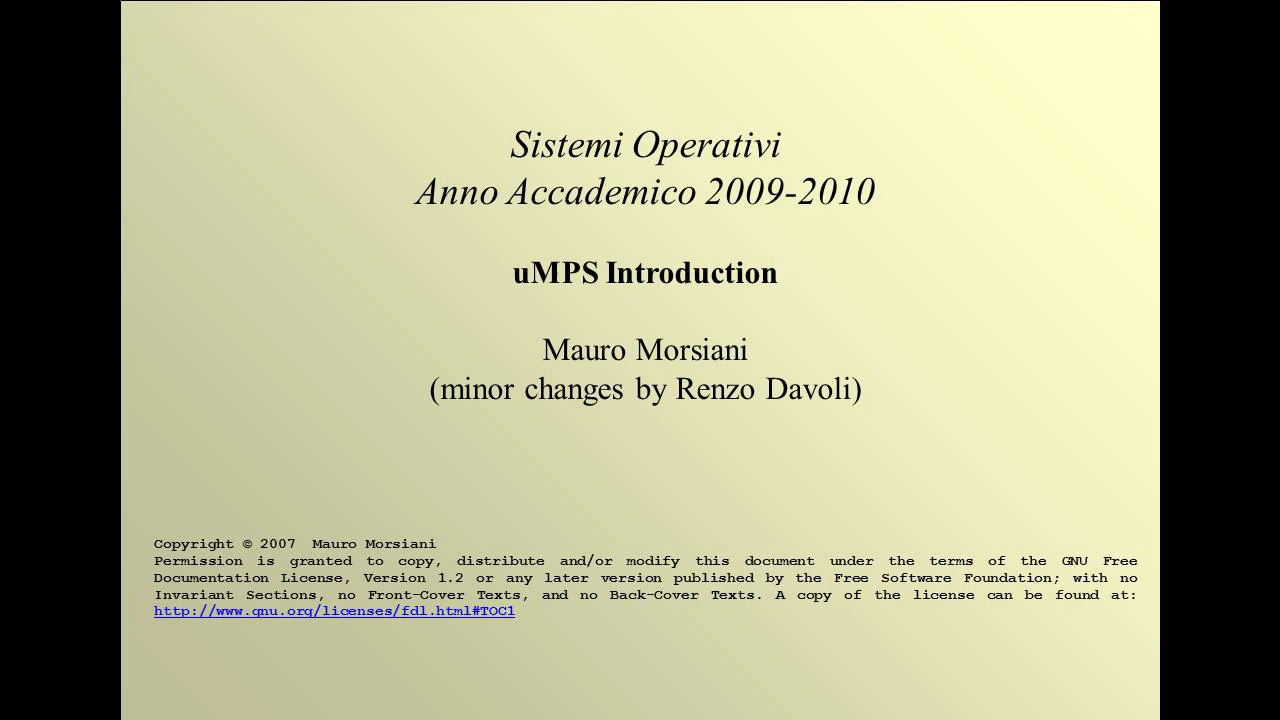 Sistemi Operativi
Anno Accademico 2009-2010
uMPS Introduction
Mauro Morsiani
(minor changes by Renzo Davoli)
Copyright © 2007 Mauro Morsiani
Permission is granted to copy, distribute and/or modify this document under the terms of the GNU Free
Documentation License, Version 1.2 or any later version published by the Free Software Foundation; with no
Invariant Sections, no Front-Cover Texts, and no Back-Cover Texts. A copy of the license can be found at:
http://www.gnu.org/licenses/fdl.html#TOC1